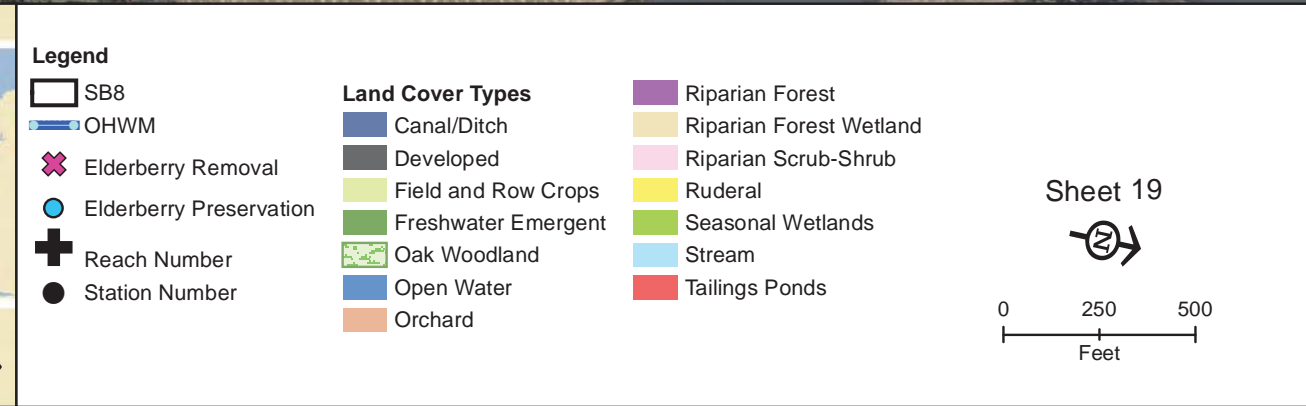 Legend
SB8
OHWM
Elderberry Removal
Elderberry Preservation
Reach Number
Station Number
Land Cover Types
Canal/Ditch
Developed
Field and Row Crops
Freshwater Emergent
Oak Woodland
Open Water
Orchard
Riparian Forest
Riparian Forest Wetland
Riparian Scrub-Shrub
Ruderal
Seasonal Wetlands
Stream
Tailings Ponds
Sheet 19
N
0 250 500
Feet